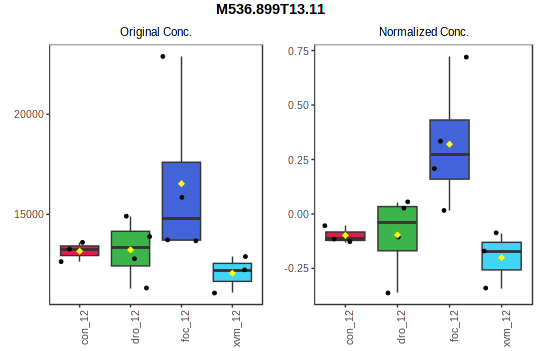 M536.899T13.11
Original Conc.
Normalized Conc.
20000
15000
con_12
dro_12
foc_12
xvm_12
0.75
0.50
0.25
0.00
-0.25
con_12
dro_12
foc_12
xvm_12